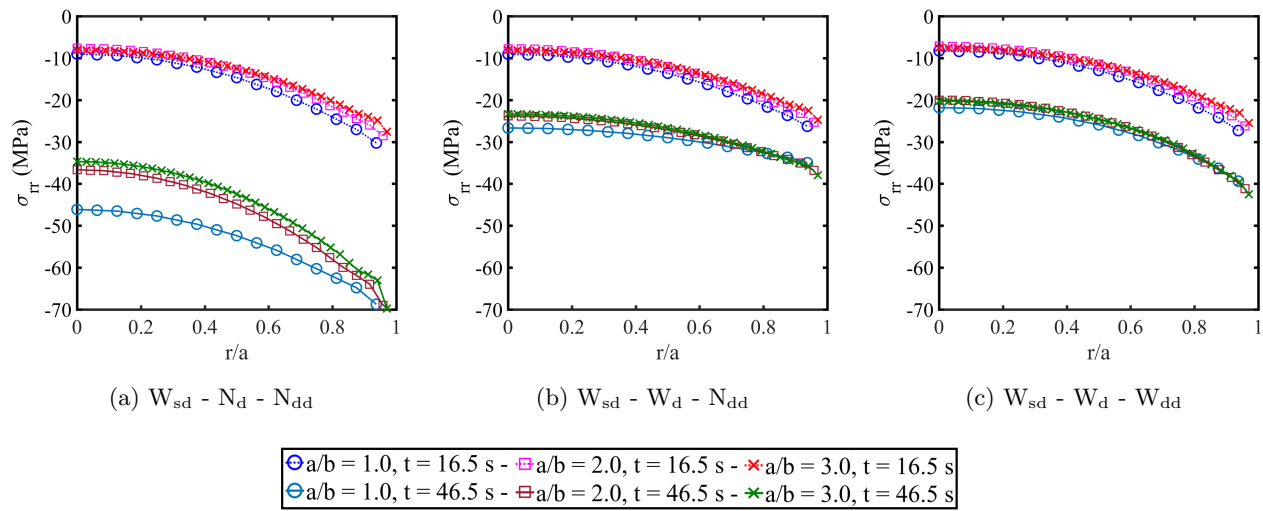 0
-10
-20
-30
-40
-50
-60
-70
σrr (MPa)
0 0.2 0.4 0.6 0.8 1
r/a
(a) Wsd - Nd - Ndd
0
-10
-20
-30
-40
-50
-60
-70
σrr (MPa)
0 0.2 0.4 0.6 0.8 1
r/a
(b) Wsd - Wd - Ndd
0
-10
-20
-30
-40
-50
-60
-70
σrr (MPa)
0 0.2 0.4 0.6 0.8 1
r/a
(c) Wsd - Wd - Wdd
a/b = 1.0, t = 16.5 s - a/b = 2.0, t = 16.5 s - a/b = 3.0, t = 16.5 s
a/b = 1.0, t = 46.5 s - a/b = 2.0, t = 46.5 s - a/b = 3.0, t = 46.5 s